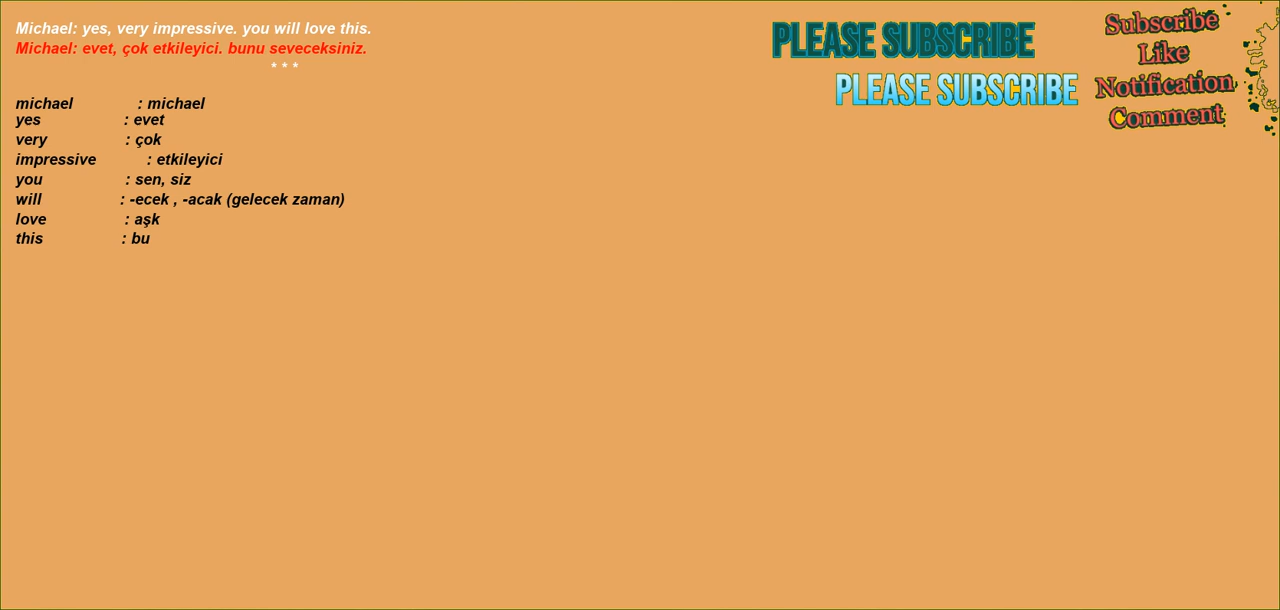 Michael: yes, very impressive. you will love this.
Michael: evet, çok etkileyici. bunu seveceksiniz.
* * *
michael : michael
yes : evet
very : çok
impressive : etkileyici
you : sen, siz
will : -ecek , -acak (gelecek zaman)
love : aşk
this : bu
PLEASE SUBSCRIBE
PLEASE SUBSCRIBE
Subscribe
Like
Notification
Comment